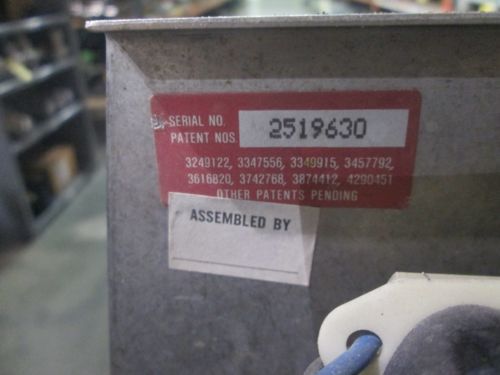 SERIAL NO. 2519630
PATENT NOS.
3249122, 3347556, 3349915, 3457792,
3616820, 3742768, 3874412, 4290451
OTHER PATENTS PENDING
ASSEMBLED BY